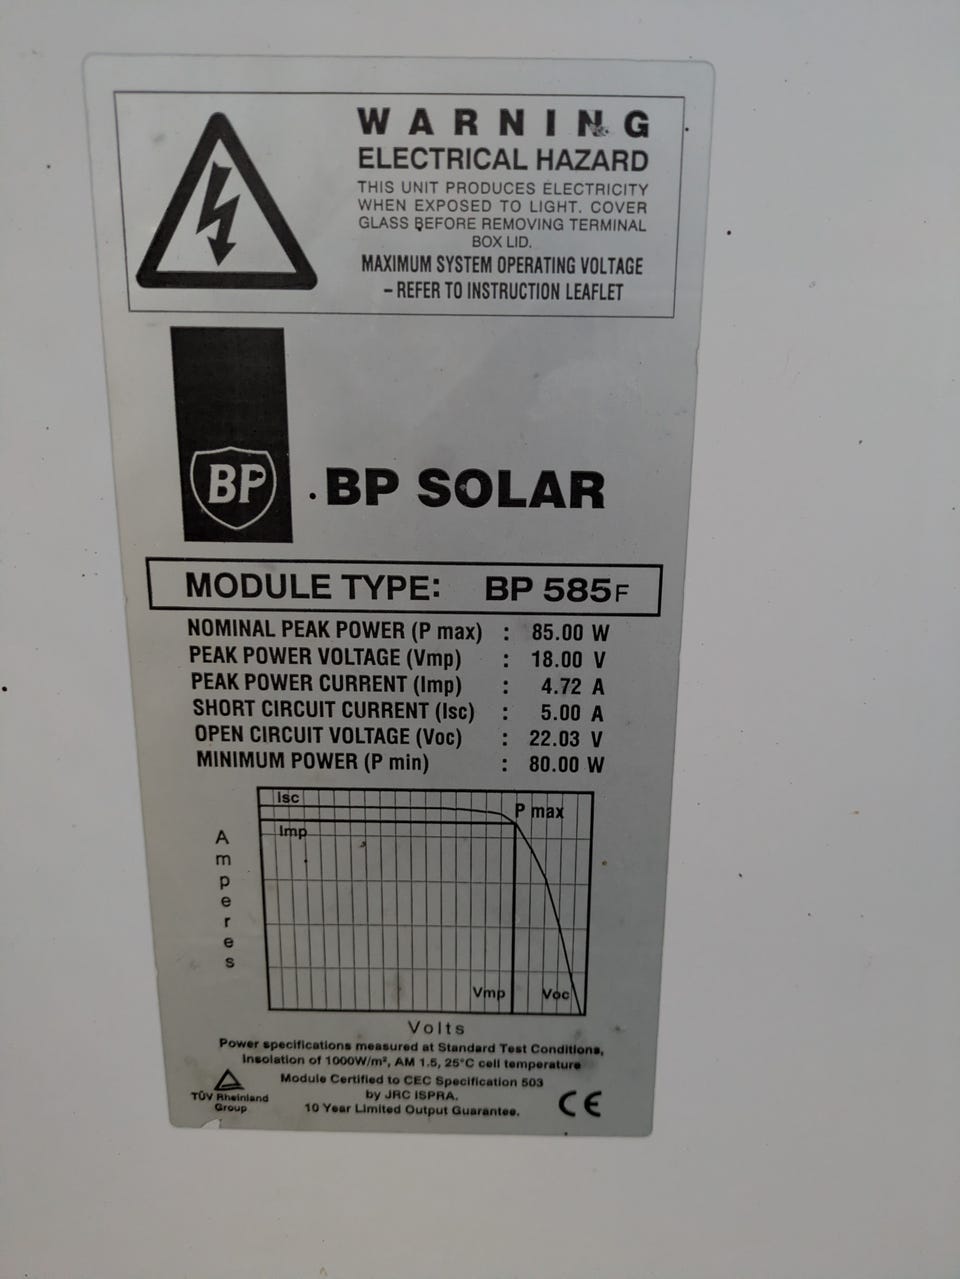 WARNING
ELECTRICAL HAZARD
THIS UNIT PRODUCES ELECTRICITY
WHEN EXPOSED TO LIGHT. COVER
GLASS BEFORE REMOVING TERMINAL
BOX LID.
MAXIMUM SYSTEM OPERATING VOLTAGE
– REFER TO INSTRUCTION LEAFLET
BP
BP SOLAR
MODULE TYPE: BP 585F
NOMINAL PEAK POWER (P max) : 85.00 W
PEAK POWER VOLTAGE (Vmp) : 18.00 V
PEAK POWER CURRENT (Imp) : 4.72 A
SHORT CIRCUIT CURRENT (Isc) : 5.00 A
OPEN CIRCUIT VOLTAGE (Voc) : 22.03 V
MINIMUM POWER (P min) : 80.00 W
Isc
P max
Imp
Amperes
Vmp Voc
Volts
Power specifications measured at Standard Test Conditions,
Insolation of 1000W/m², AM 1.5, 25°C cell temperature
Module Certified to CEC Specification 503
by JRC ISPRA.
10 Year Limited Output Guarantee.
TÜV Rheinland
Group
CE